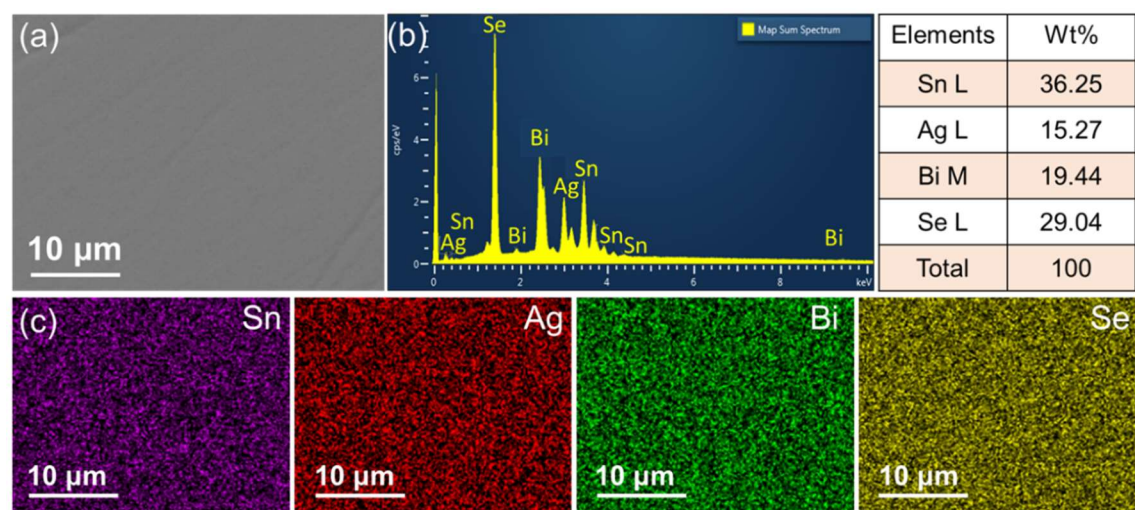 (a)
10 μm
(b)
Map Sum Spectrum
cps/eV
6
4
2
0
Se
Bi
Sn
Ag
Sn
Ag
Bi
Sn
Sn
Bi
0 2 4 6 8 keV
Elements Wt%
Sn L 36.25
Ag L 15.27
Bi M 19.44
Se L 29.04
Total 100
(c) Sn
10 μm
Ag
10 μm
Bi
10 μm
Se
10 μm